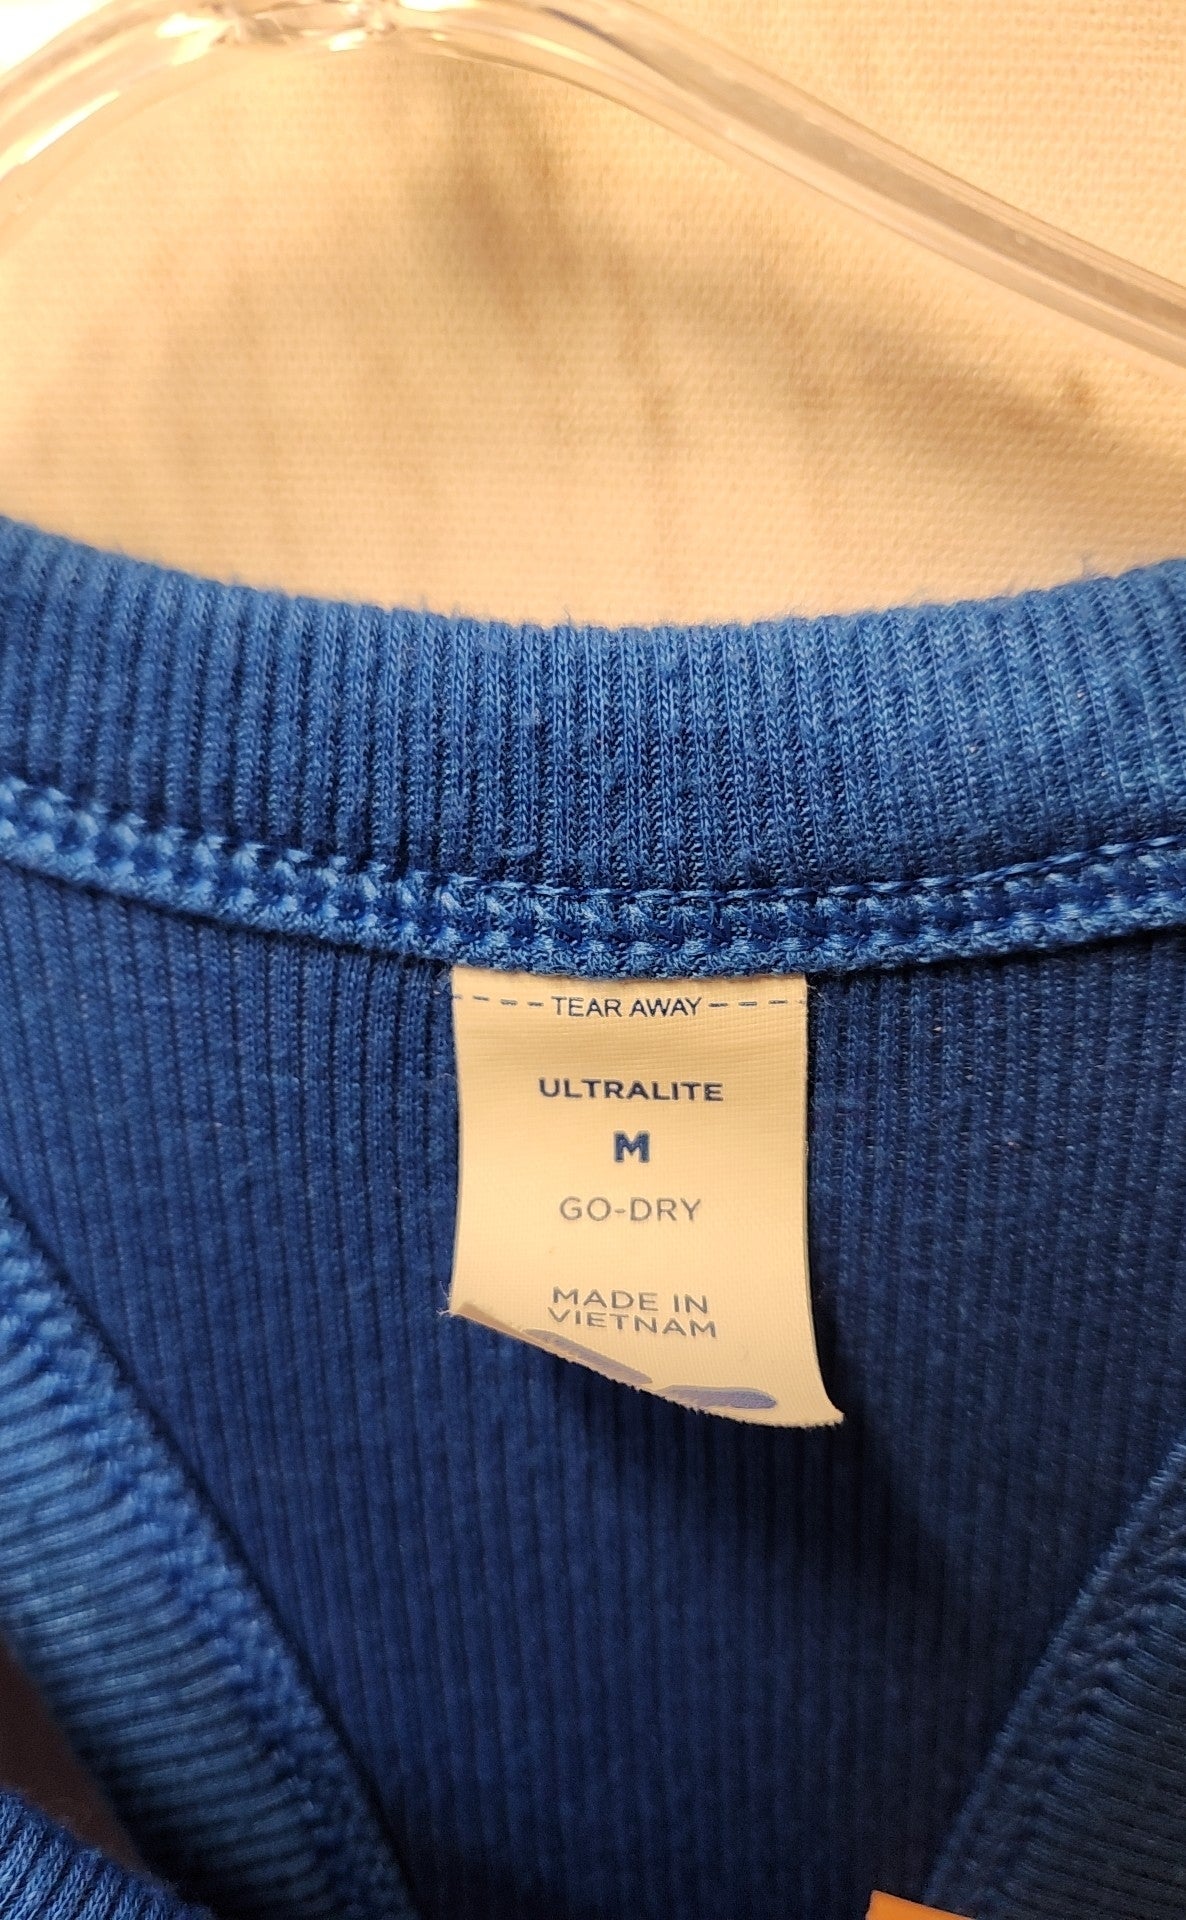 TEAR AWAY
ULTRALITE
M
GO-DRY
MADE IN
VIETNAM